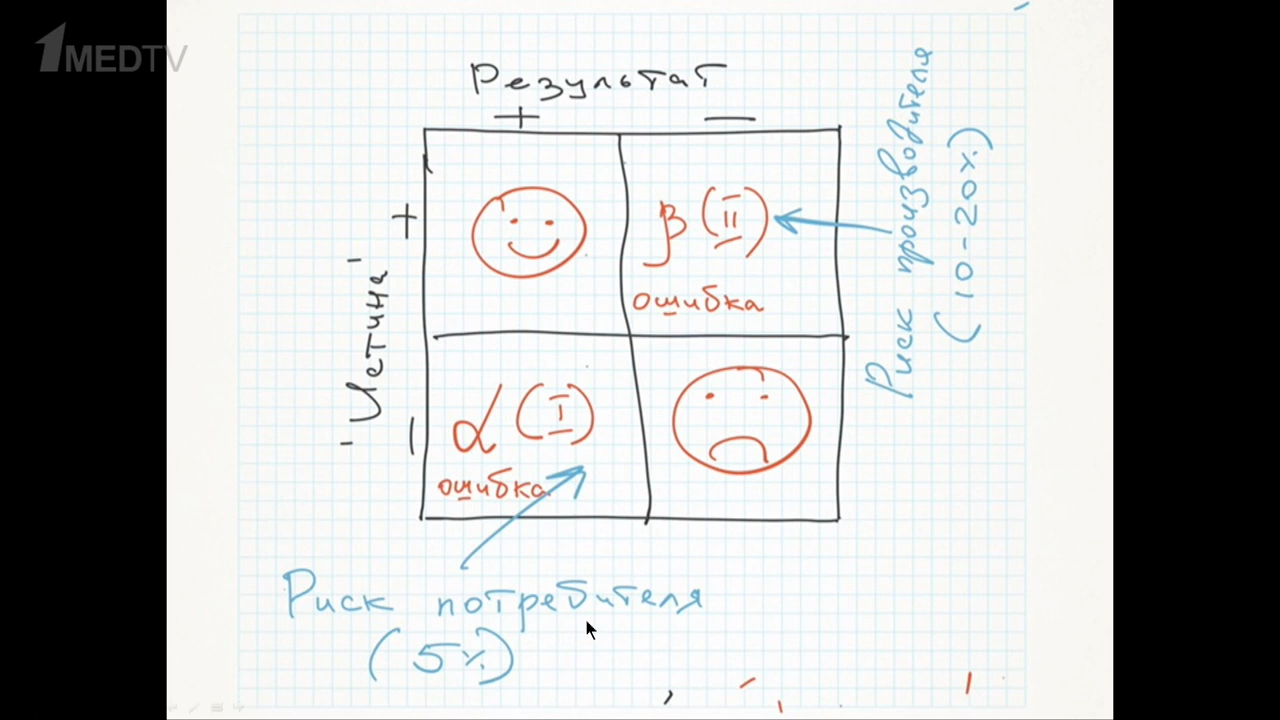 1MEDTV
Результат
+ —
"Истина"
+
β (II)
ошибка
—
α (I)
ошибка
Риск производителя
(10-20%)
Риск потребителя
(5%)